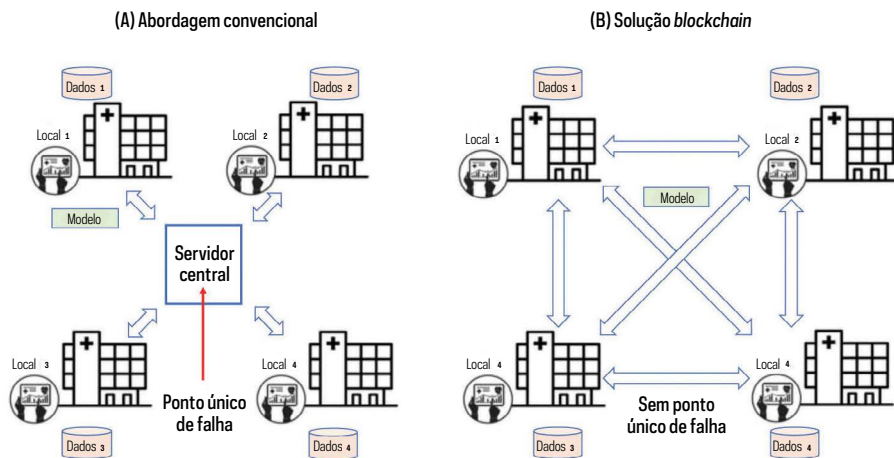 (A) Abordagem convencional
Dados 1
Dados 2
Local 1
Local 2
Modelo
Servidor
central
Local 3
Local 4
Ponto único
de falha
Dados 3
Dados 4
(B) Solução blockchain
Dados 1
Dados 2
Local 1
Local 2
Modelo
Local 4
Local 4
Sem ponto
único de falha
Dados 3
Dados 4